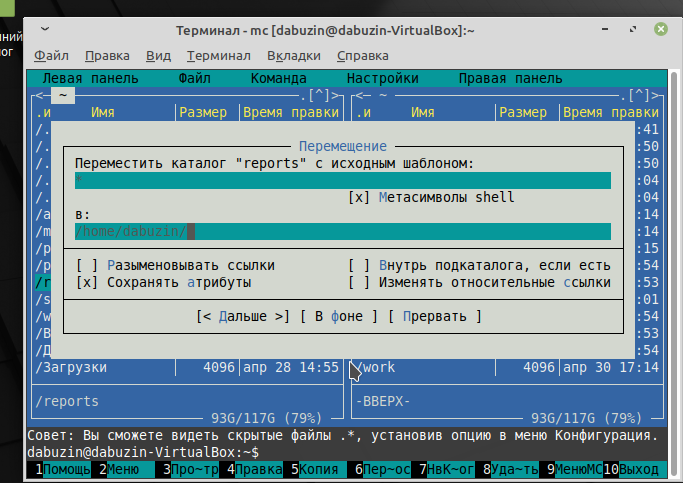 ний
ог
Терминал - mc [dabuzin@dabuzin-VirtualBox]:~
Файл Правка Вид Терминал Вкладки Справка
Левая панель Файл Команда Настройки Правая панель
<─ ~ .[^]> <─ ~ .[^]>
.и Имя Размер Время правки .и Имя Размер Время правки
/. :41
Перемещение
/. :50
Переместить каталог "reports" с исходным шаблоном:
/. :50
*
/. :04
[x] Метасимволы shell
/. :04
в:
/а :14
/home/dabuzin/
/m :14
/p :15
[ ] Разыменовывать ссылки [ ] Внутрь подкаталога, если есть
/p :54
[x] Сохранять атрибуты [ ] Изменять относительные ссылки
/r :53
/s :01
[< Дальше >] [ В фоне ] [ Прервать ]
/w :54
/В :53
/Д :54
/Загрузки 4096 апр 28 14:55 /work 4096 апр 30 17:14
/reports -ВВЕРХ-
93G/117G (79%) 93G/117G (79%)
Совет: Вы сможете видеть скрытые файлы .*, установив опцию в меню Конфигурация.
dabuzin@dabuzin-VirtualBox:~$
1Помощь 2Меню 3Про~тр 4Правка 5Копия 6Пер~ос 7НвК~ог 8Уда~ть 9МенюМС 10Выход